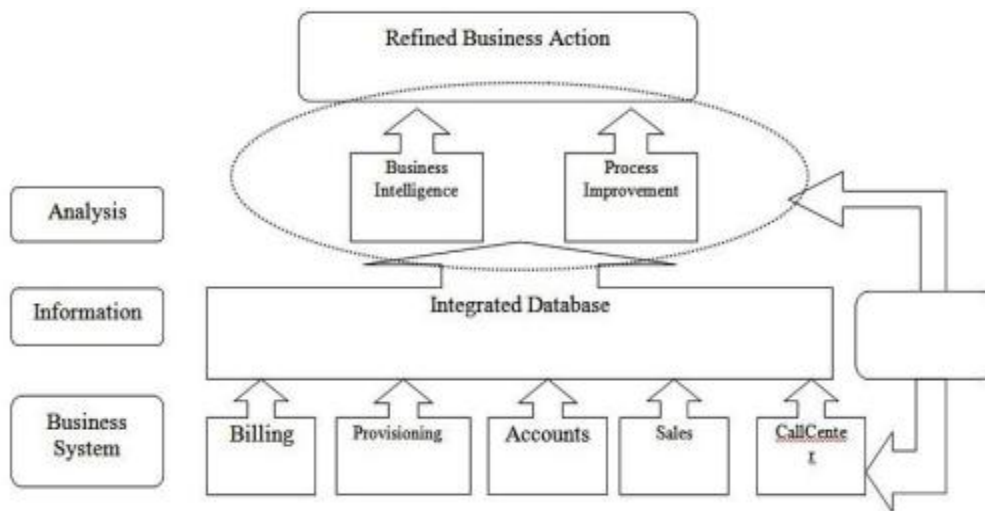 Refined Business Action
Business
Intelligence
Process
Improvement
Analysis
Information
Integrated Database
Business
System
Billing
Provisioning
Accounts
Sales
CallCente
r